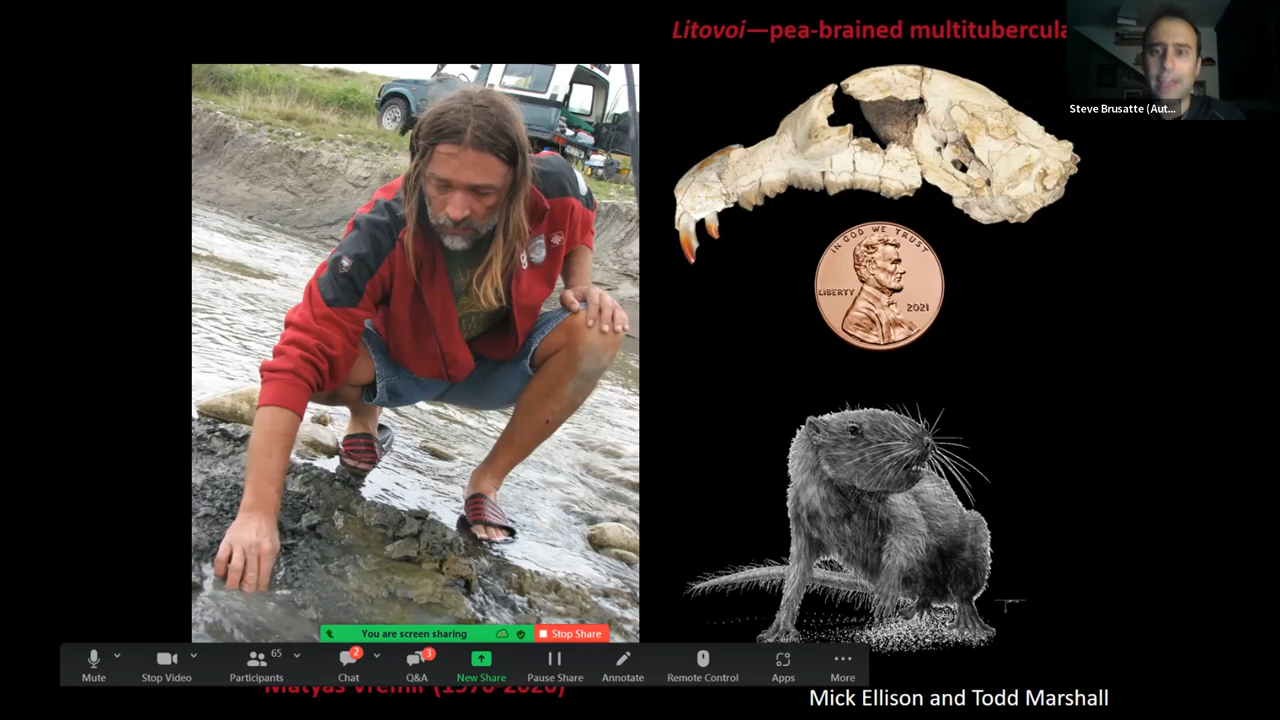 Litovoi—pea-brained multitubercula
Steve Brusatte (Aut...
IN GOD WE TRUST
LIBERTY
2021
You are screen sharing
Stop Share
65
2
3
Mute
Stop Video
Participants
Chat
Q&A
New Share
Pause Share
Annotate
Remote Control
Apps
More
Mick Ellison and Todd Marshall